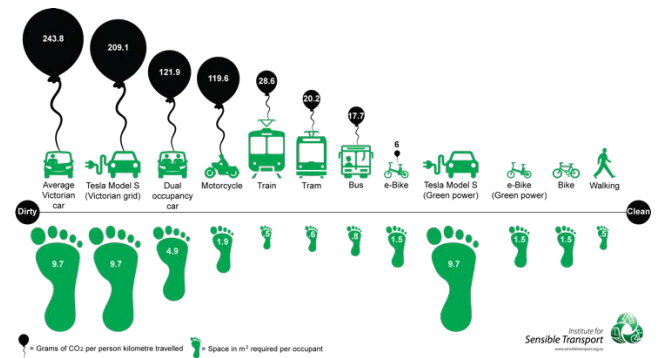 243.8
209.1
121.9
119.6
28.6
20.2
17.7
6
Average
Victorian
car
Tesla Model S
(Victorian grid)
Dual
occupancy
car
Motorcycle
Train
Tram
Bus
e-Bike
Tesla Model S
(Green power)
e-Bike
(Green power)
Bike
Walking
Dirty
Clean
9.7
9.7
4.9
1.9
.5
.6
.8
1.5
9.7
1.5
1.5
.5
= Grams of CO2 per person kilometre travelled
= Space in m² required per occupant
Institute for
Sensible Transport
www.sensibletransport.org.au